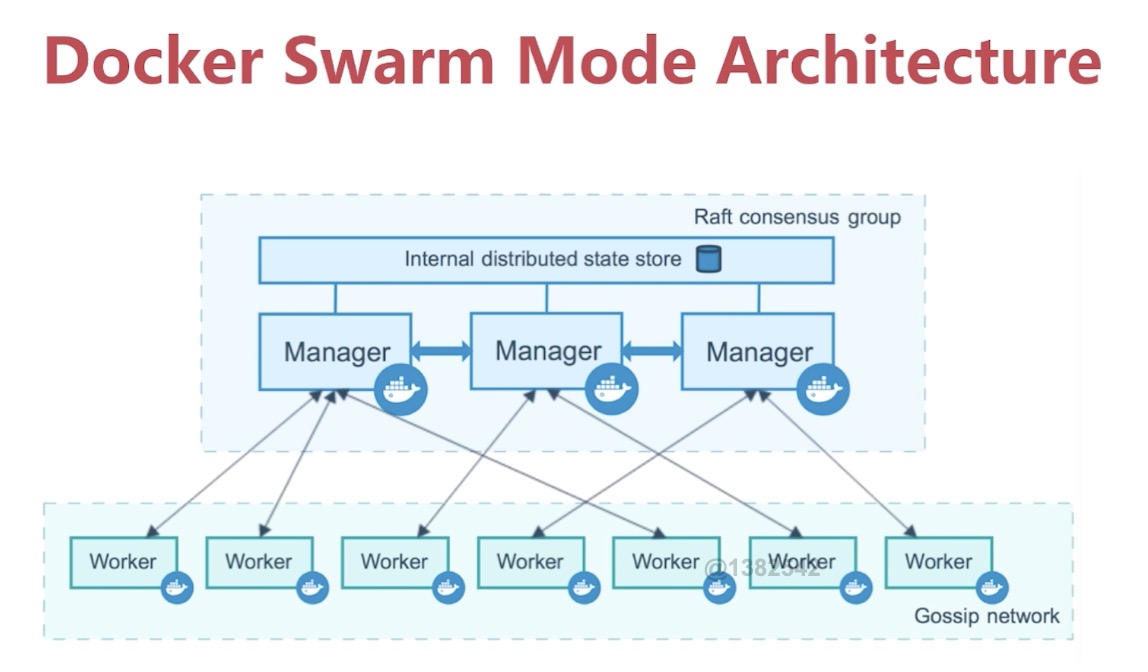 Docker Swarm Mode Architecture
Raft consensus group
Internal distributed state store
Manager
Manager
Manager
Worker
Worker
Worker
Worker
Worker
Worker
Worker
@1382542
Gossip network